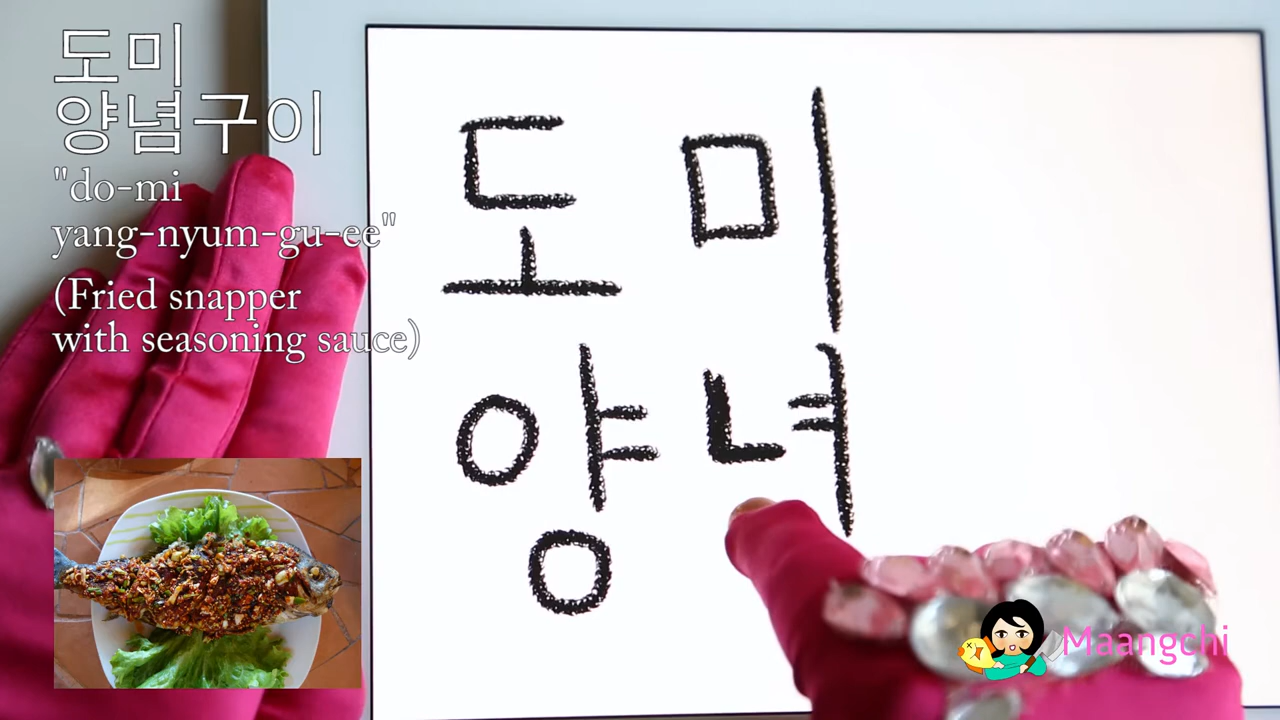 도미
양념구이
"do-mi
yang-nyum-gu-ee"
(Fried snapper
with seasoning sauce)
도미
양녀
Maangchi